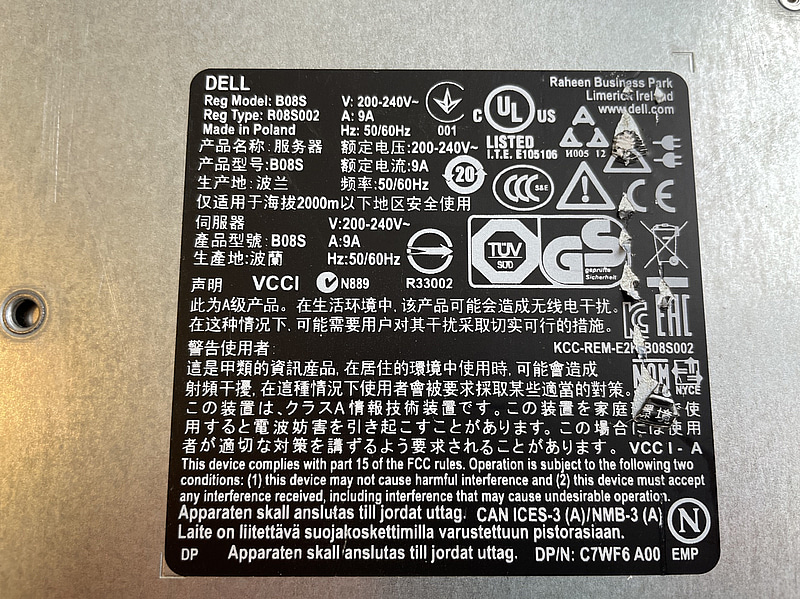 DELL
Reg Model: B08S
Reg Type: R08S002
Made in Poland
V: 200-240V~
A: 9A
Hz: 50/60Hz
001
C UL US
LISTED
I.T.E. E105106
Raheen Business Park
Limerick Ireland
www.dell.com
И005 12
产品名称: 服务器
产品型号: B08S
生产地: 波兰
额定电压:200-240V~
额定电流:9A
频率:50/60Hz
20
CCC S&E
CE
仅适用于海拔2000m以下地区安全使用
伺服器
產品型號: B08S
生產地:波蘭
V:200-240V~
A:9A
Hz:50/60Hz
R33002
TÜV
SÜD
GS
geprüfte
Sicherheit
声明 VCCI N889
EAC
此为A级产品。在生活环境中, 该产品可能会造成无线电干扰。
在这种情况下, 可能需要用户对其干扰采取切实可行的措施。
KCC-REM-E2K-B08S002
警告使用者:
這是甲類的資訊産品, 在居住的環境中使用時, 可能會造成
射頻干擾, 在這種情況下使用者會被要求採取某些適當的對策。
NOM
NYCE
この装置は、クラスA情報技術装置です。この装置を家庭 使
用すると電波妨害を引き起こすことがあります。この場合には使用
者が適切な対策を講ずるよう要求されることがあります。 VCCI-A
This device complies with part 15 of the FCC rules. Operation is subject to the following two
conditions: (1) this device may not cause harmful interference and (2) this device must accept
any interference received, including interference that may cause undesirable operation.
Apparaten skall anslutas till jordat uttag. CAN ICES-3 (A)/NMB-3 (A)
Laite on liitettävä suojakoskettimilla varustettuun pistorasiaan.
DP Apparaten skall anslutas till jordat uttag. DP/N: C7WF6 A00 EMP
N